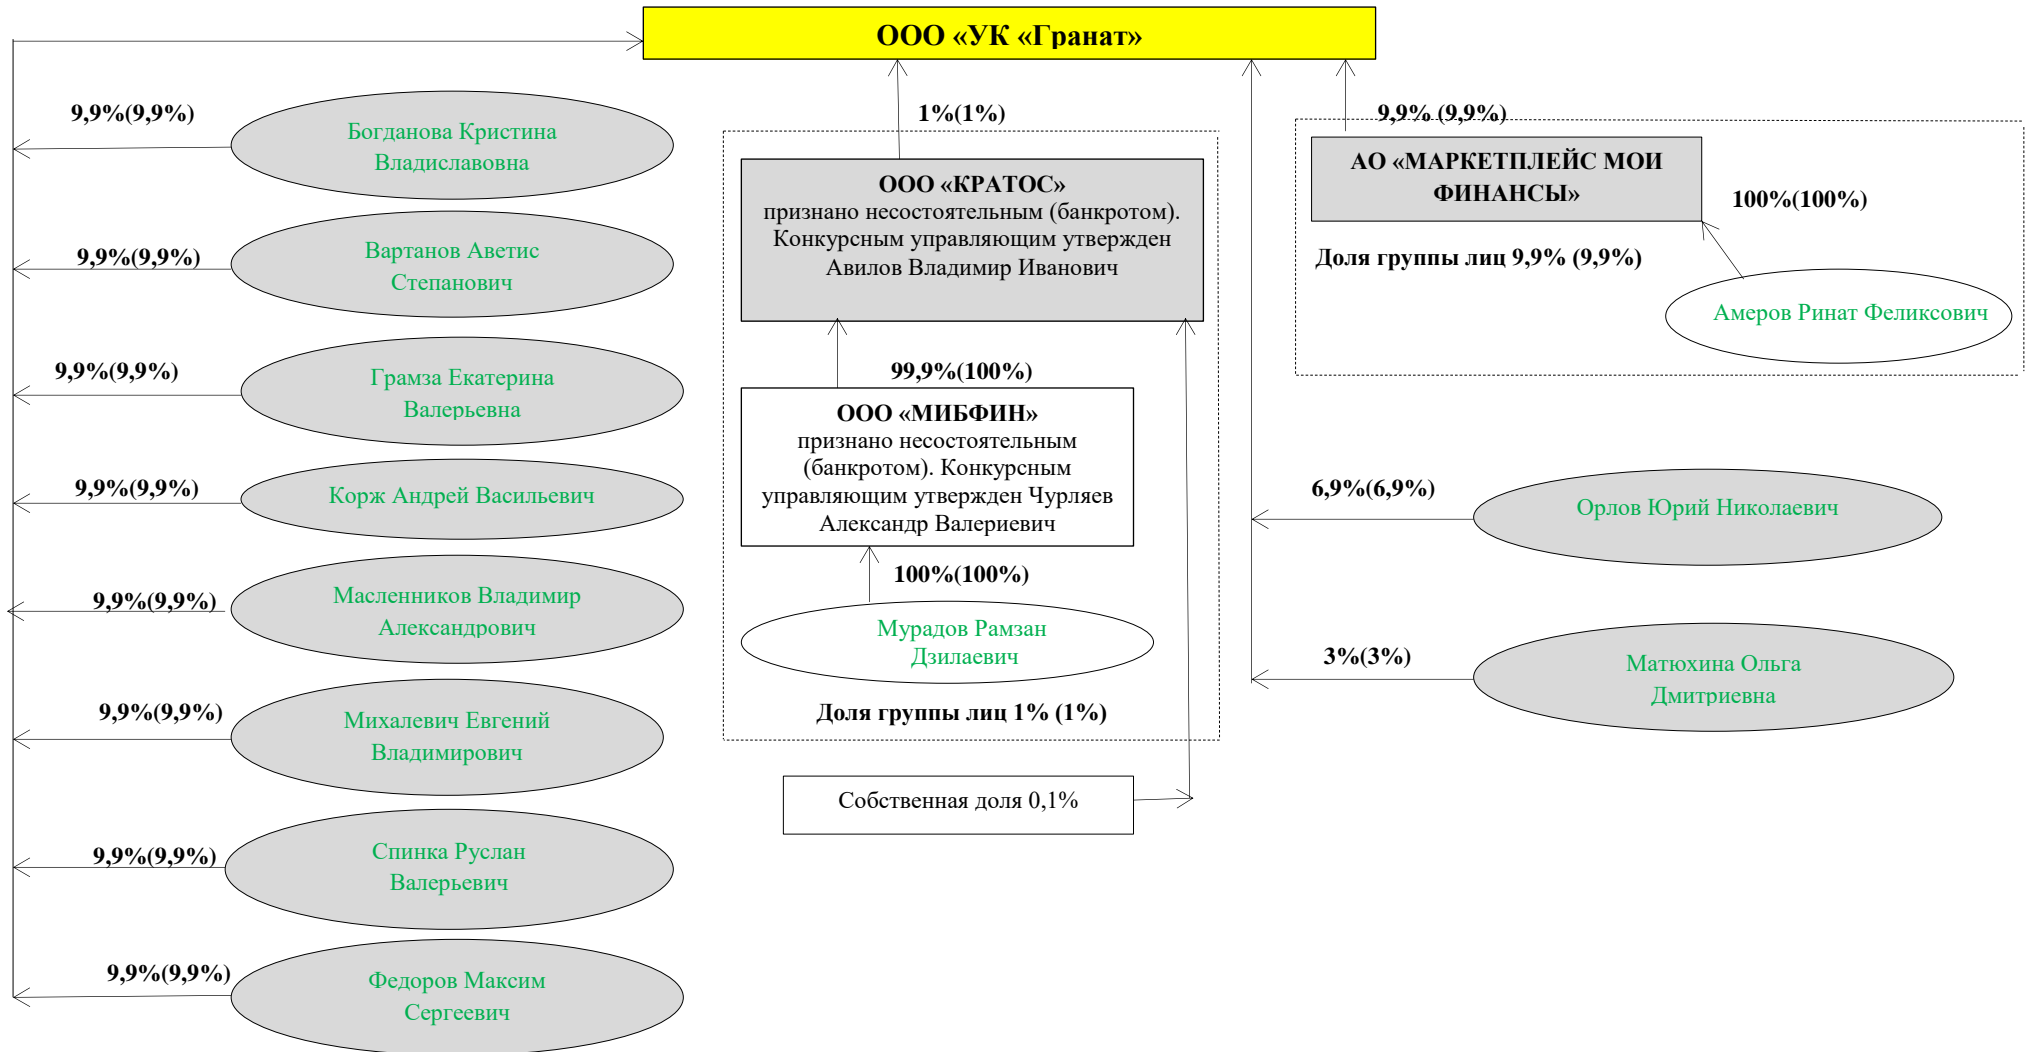 ООО «УК «Гранат»
9,9%(9,9%)
Богданова Кристина
Владиславовна
9,9%(9,9%)
Вартанов Аветис
Степанович
9,9%(9,9%)
Грамза Екатерина
Валерьевна
9,9%(9,9%)
Корж Андрей Васильевич
9,9%(9,9%)
Масленников Владимир
Александрович
9,9%(9,9%)
Михалевич Евгений
Владимирович
9,9%(9,9%)
Спинка Руслан
Валерьевич
9,9%(9,9%)
Федоров Максим
Сергеевич
1%(1%)
ООО «КРАТОС»
признано несостоятельным (банкротом).
Конкурсным управляющим утвержден
Авилов Владимир Иванович
99,9%(100%)
ООО «МИБФИН»
признано несостоятельным
(банкротом). Конкурсным
управляющим утвержден Чурляев
Александр Валериевич
100%(100%)
Мурадов Рамзан
Дзилаевич
Доля группы лиц 1% (1%)
Собственная доля 0,1%
9,9% (9,9%)
АО «МАРКЕТПЛЕЙС МОИ
ФИНАНСЫ»
100%(100%)
Доля группы лиц 9,9% (9,9%)
Амеров Ринат Феликсович
6,9%(6,9%)
Орлов Юрий Николаевич
3%(3%)
Матюхина Ольга
Дмитриевна